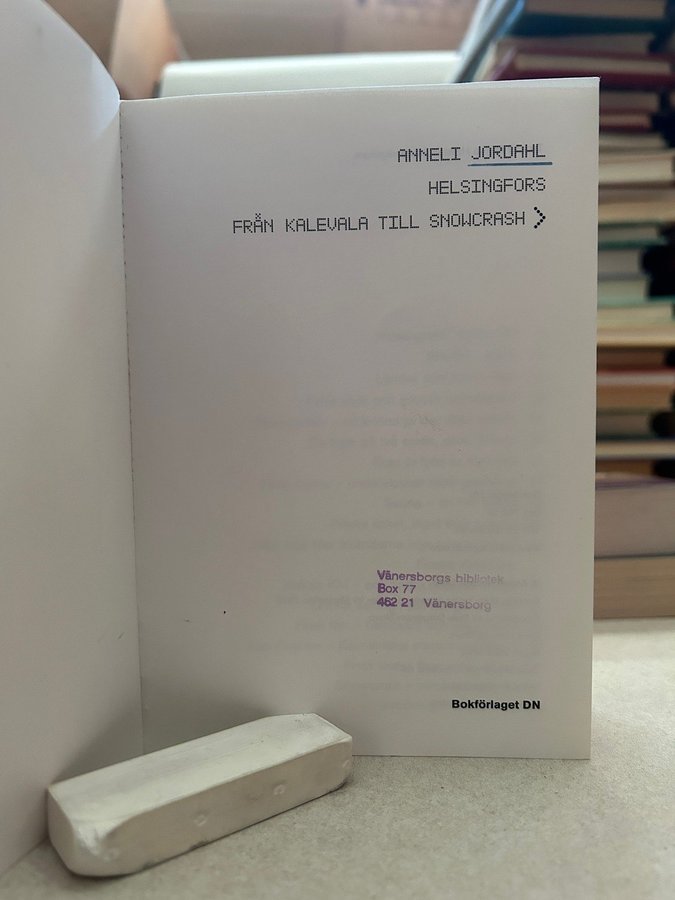 ANNELI JORDAHL
HELSINGFORS
FRÅN KALEVALA TILL SNOWCRASH >
Vänersborgs bibliotek
Box 77
462 21 Vänersborg
Bokförlaget DN